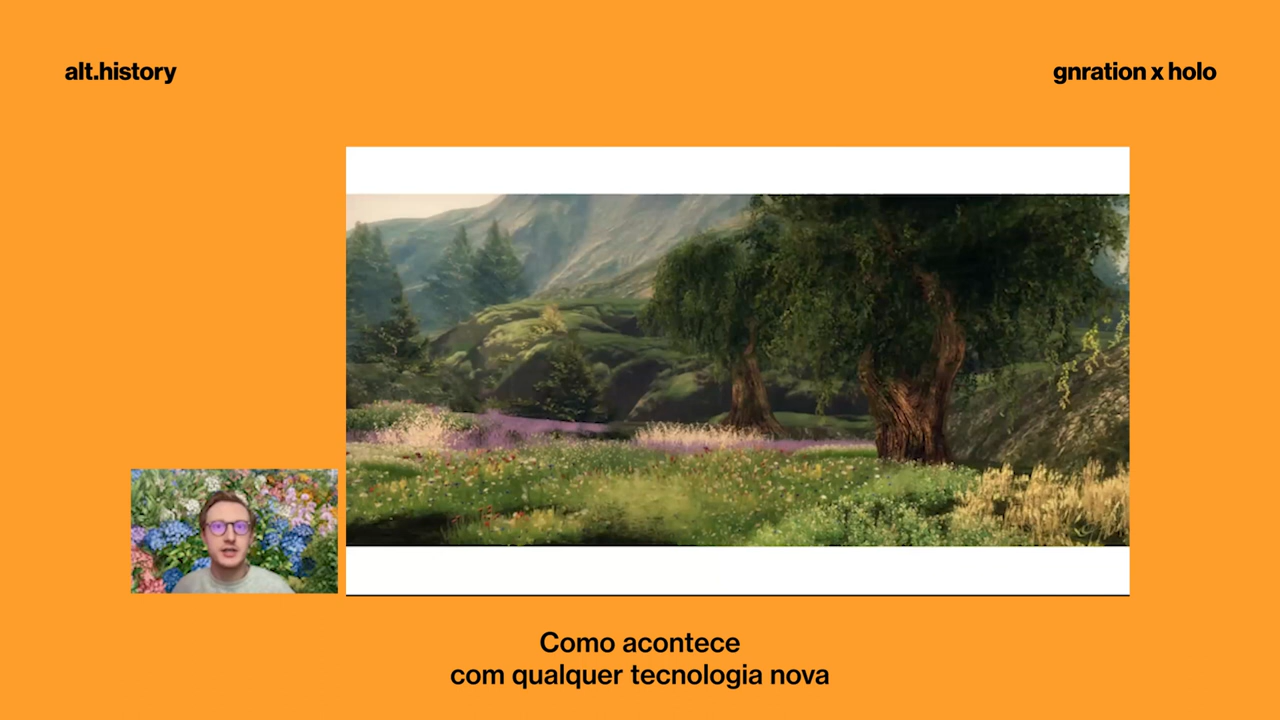 alt.history
gnration x holo
Como acontece
com qualquer tecnologia nova